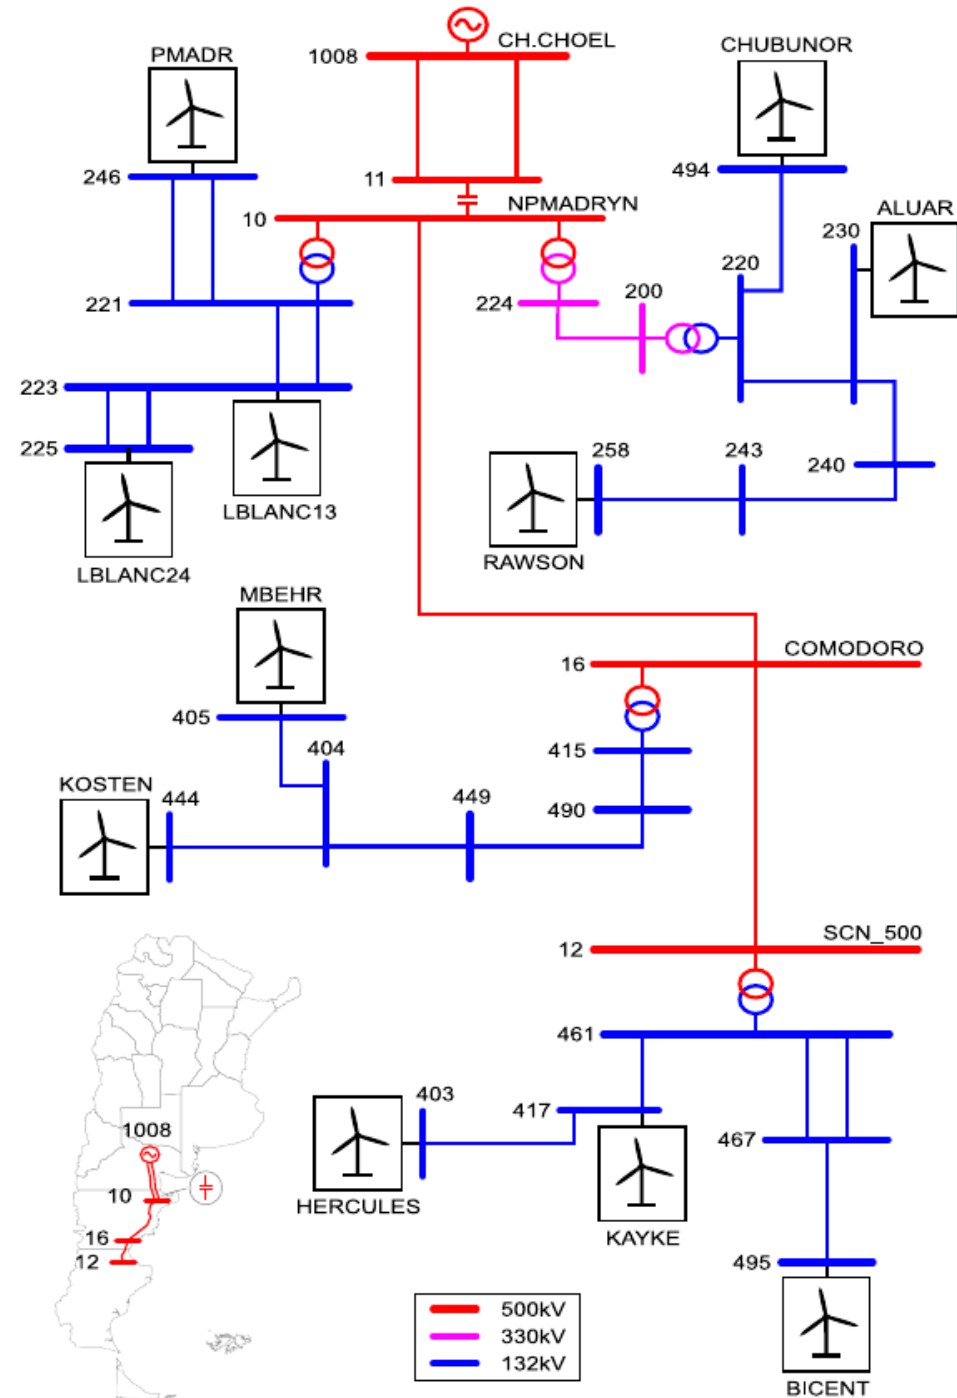 CH.CHOEL
1008
PMADR
CHUBUNOR
246
11
494
NPMADRYN
10
ALUAR
230
220
221
224
200
223
225
LBLANC13
LBLANC24
258
243
240
RAWSON
MBEHR
COMODORO
16
405
404
415
KOSTEN
444
449
490
SCN_500
12
461
403
417
467
HERCULES
KAYKE
495
BICENT
1008
10
16
12
500kV
330kV
132kV